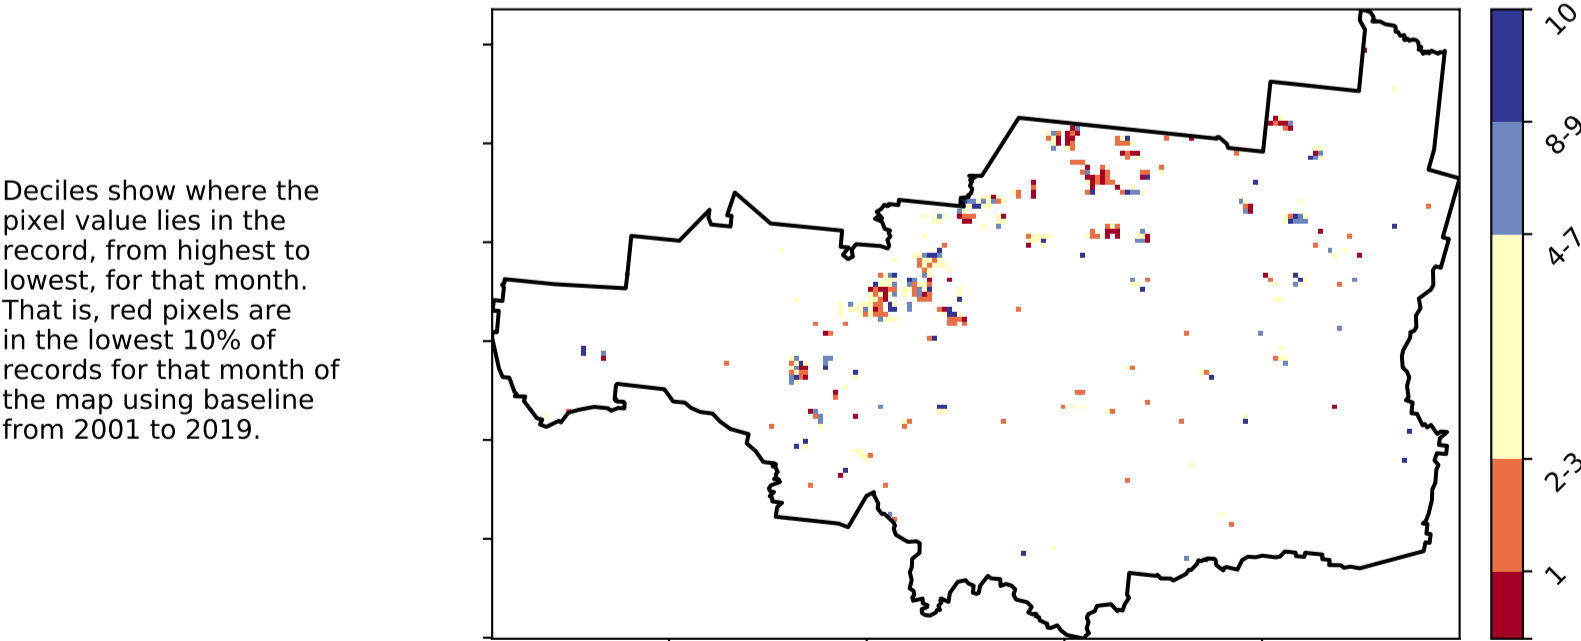 Deciles show where the
pixel value lies in the
record, from highest to
lowest, for that month.
That is, red pixels are
in the lowest 10% of
records for that month of
the map using baseline
from 2001 to 2019.
10
8-9
4-7
2-3
1